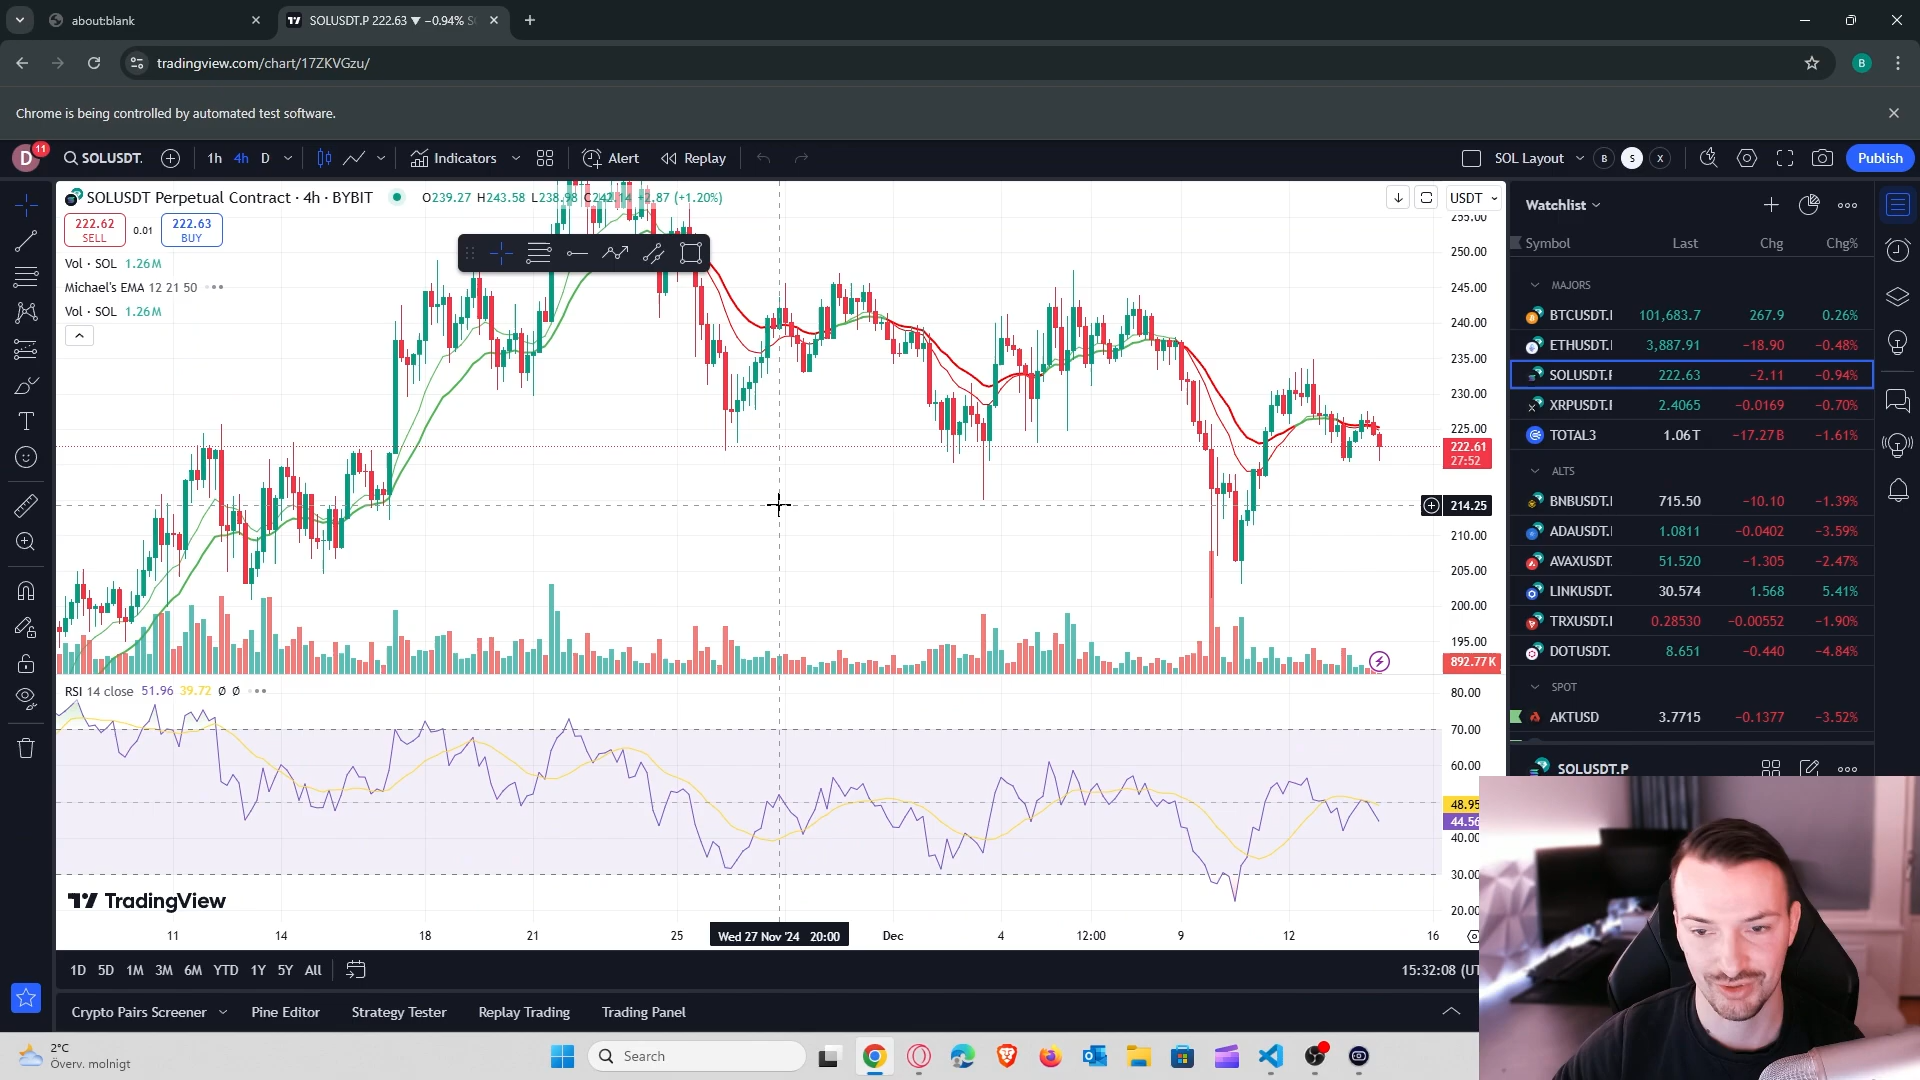 about:blank
SOLUSDT.P 222.63 ▼ −0.94%
tradingview.com/chart/17ZKVGzu/
B
Chrome is being controlled by automated test software.
D
11
SOLUSDT.
1h 4h D
Indicators
Alert
Replay
SOL Layout
B S X
Publish
SOLUSDT Perpetual Contract · 4h · BYBIT
O239.27 H243.58 L238.98 C242.14 +2.87 (+1.20%)
USDT
222.62
SELL
0.01
222.63
BUY
Vol · SOL 1.26M
Michael's EMA 12 21 50
Vol · SOL 1.26M
255.00
250.00
245.00
240.00
235.00
230.00
225.00
222.61
27:52
214.25
210.00
205.00
200.00
195.00
892.77K
RSI 14 close 51.96 39.72 Ø Ø
80.00
70.00
60.00
48.95
44.56
40.00
30.00
20.00
TradingView
11 14 18 21 25 Wed 27 Nov '24 20:00 Dec 4 12:00 9 12 16
1D 5D 1M 3M 6M YTD 1Y 5Y All
15:32:08 (UT
Crypto Pairs Screener Pine Editor Strategy Tester Replay Trading Trading Panel
Watchlist
Symbol Last Chg Chg%
MAJORS
BTCUSDT.I 101,683.7 267.9 0.26%
ETHUSDT.I 3,887.91 −18.90 −0.48%
SOLUSDT.F 222.63 −2.11 −0.94%
XRPUSDT.I 2.4065 −0.0169 −0.70%
TOTAL3 1.06T −17.27B −1.61%
ALTS
BNBUSDT.I 715.50 −10.10 −1.39%
ADAUSDT.I 1.0811 −0.0402 −3.59%
AVAXUSDT. 51.520 −1.305 −2.47%
LINKUSDT. 30.574 1.568 5.41%
TRXUSDT.I 0.28530 −0.00552 −1.90%
DOTUSDT. 8.651 −0.440 −4.84%
SPOT
AKTUSD 3.7715 −0.1377 −3.52%
SOLUSDT.P
2°C
Överv. molnigt
Search